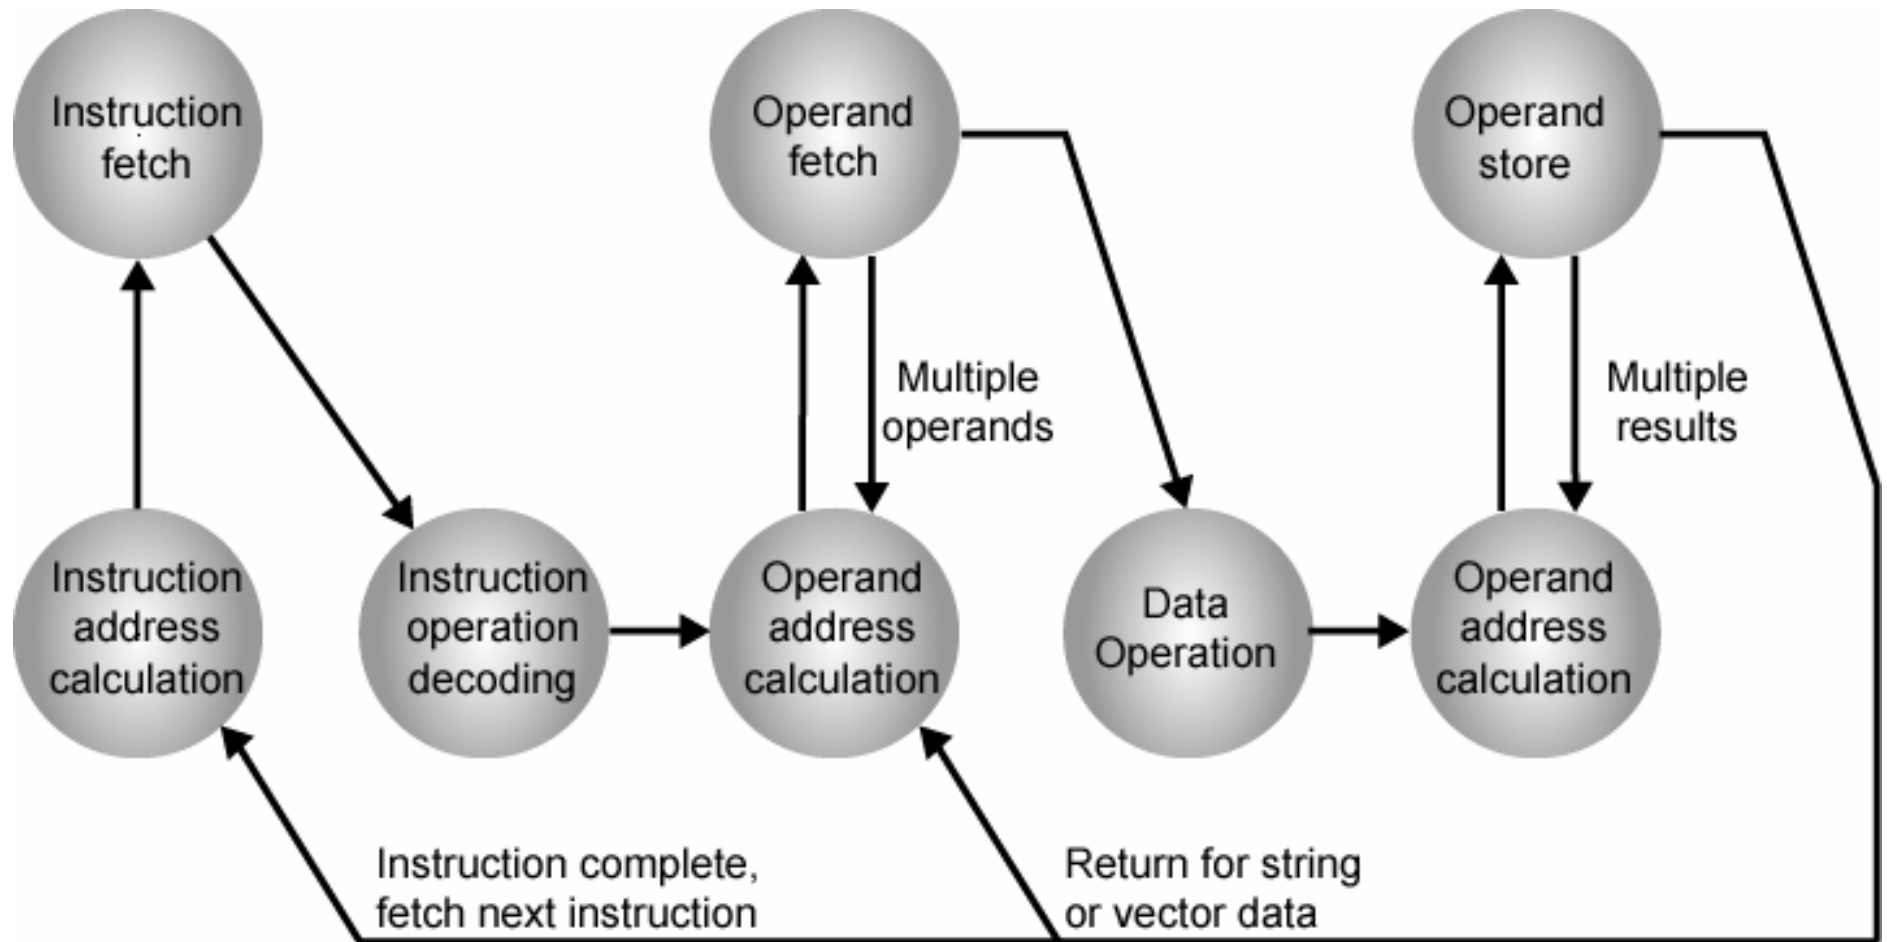 Instruction
fetch
Operand
fetch
Operand
store
Multiple
operands
Multiple
results
Instruction
address
calculation
Instruction
operation
decoding
Operand
address
calculation
Data
Operation
Operand
address
calculation
Instruction complete,
fetch next instruction
Return for string
or vector data